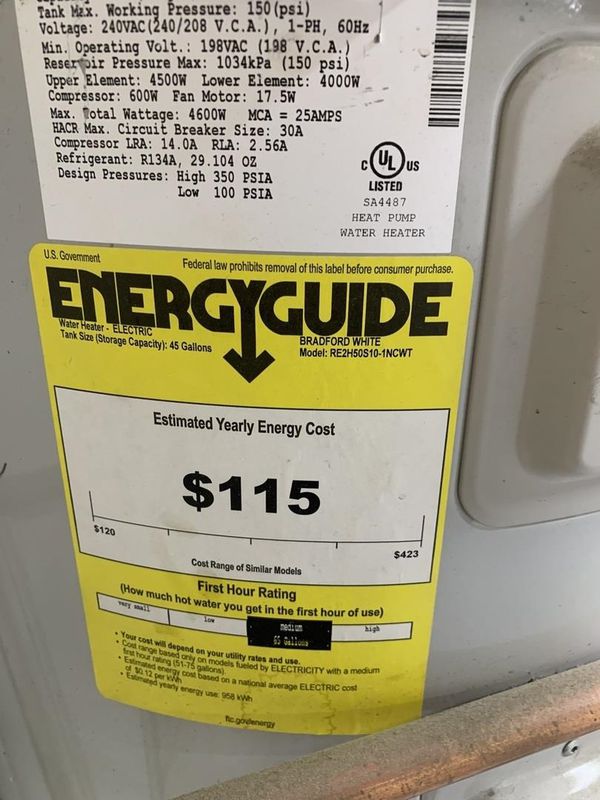 Tank Max. Working Pressure: 150(psi)
Voltage: 240VAC(240/208 V.C.A.), 1-PH, 60Hz
Min. Operating Volt.: 198VAC (198 V.C.A.)
Reservoir Pressure Max: 1034kPa (150 psi)
Upper Element: 4500W Lower Element: 4000W
Compressor: 600W Fan Motor: 17.5W
Max. Total Wattage: 4600W MCA = 25AMPS
HACR Max. Circuit Breaker Size: 30A
Compressor LRA: 14.0A RLA: 2.56A
Refrigerant: R134A, 29.104 OZ
Design Pressures: High 350 PSIA
Low 100 PSIA
C UL US
LISTED
SA4487
HEAT PUMP
WATER HEATER
U.S. Government
Federal law prohibits removal of this label before consumer purchase.
ENERGYGUIDE
Water Heater - ELECTRIC
Tank Size (Storage Capacity): 45 Gallons
BRADFORD WHITE
Model: RE2H50S10-1NCWT
Estimated Yearly Energy Cost
$115
$120
$423
Cost Range of Similar Models
First Hour Rating
(How much hot water you get in the first hour of use)
very small
low
medium
65 Gallons
high
• Your cost will depend on your utility rates and use.
• Cost range based only on models fueled by ELECTRICITY with a medium
first hour rating (51-75 gallons)
• Estimated energy cost based on a national average ELECTRIC cost
of $0.12 per kWh
• Estimated yearly energy use: 958 kWh
ftc.gov/energy